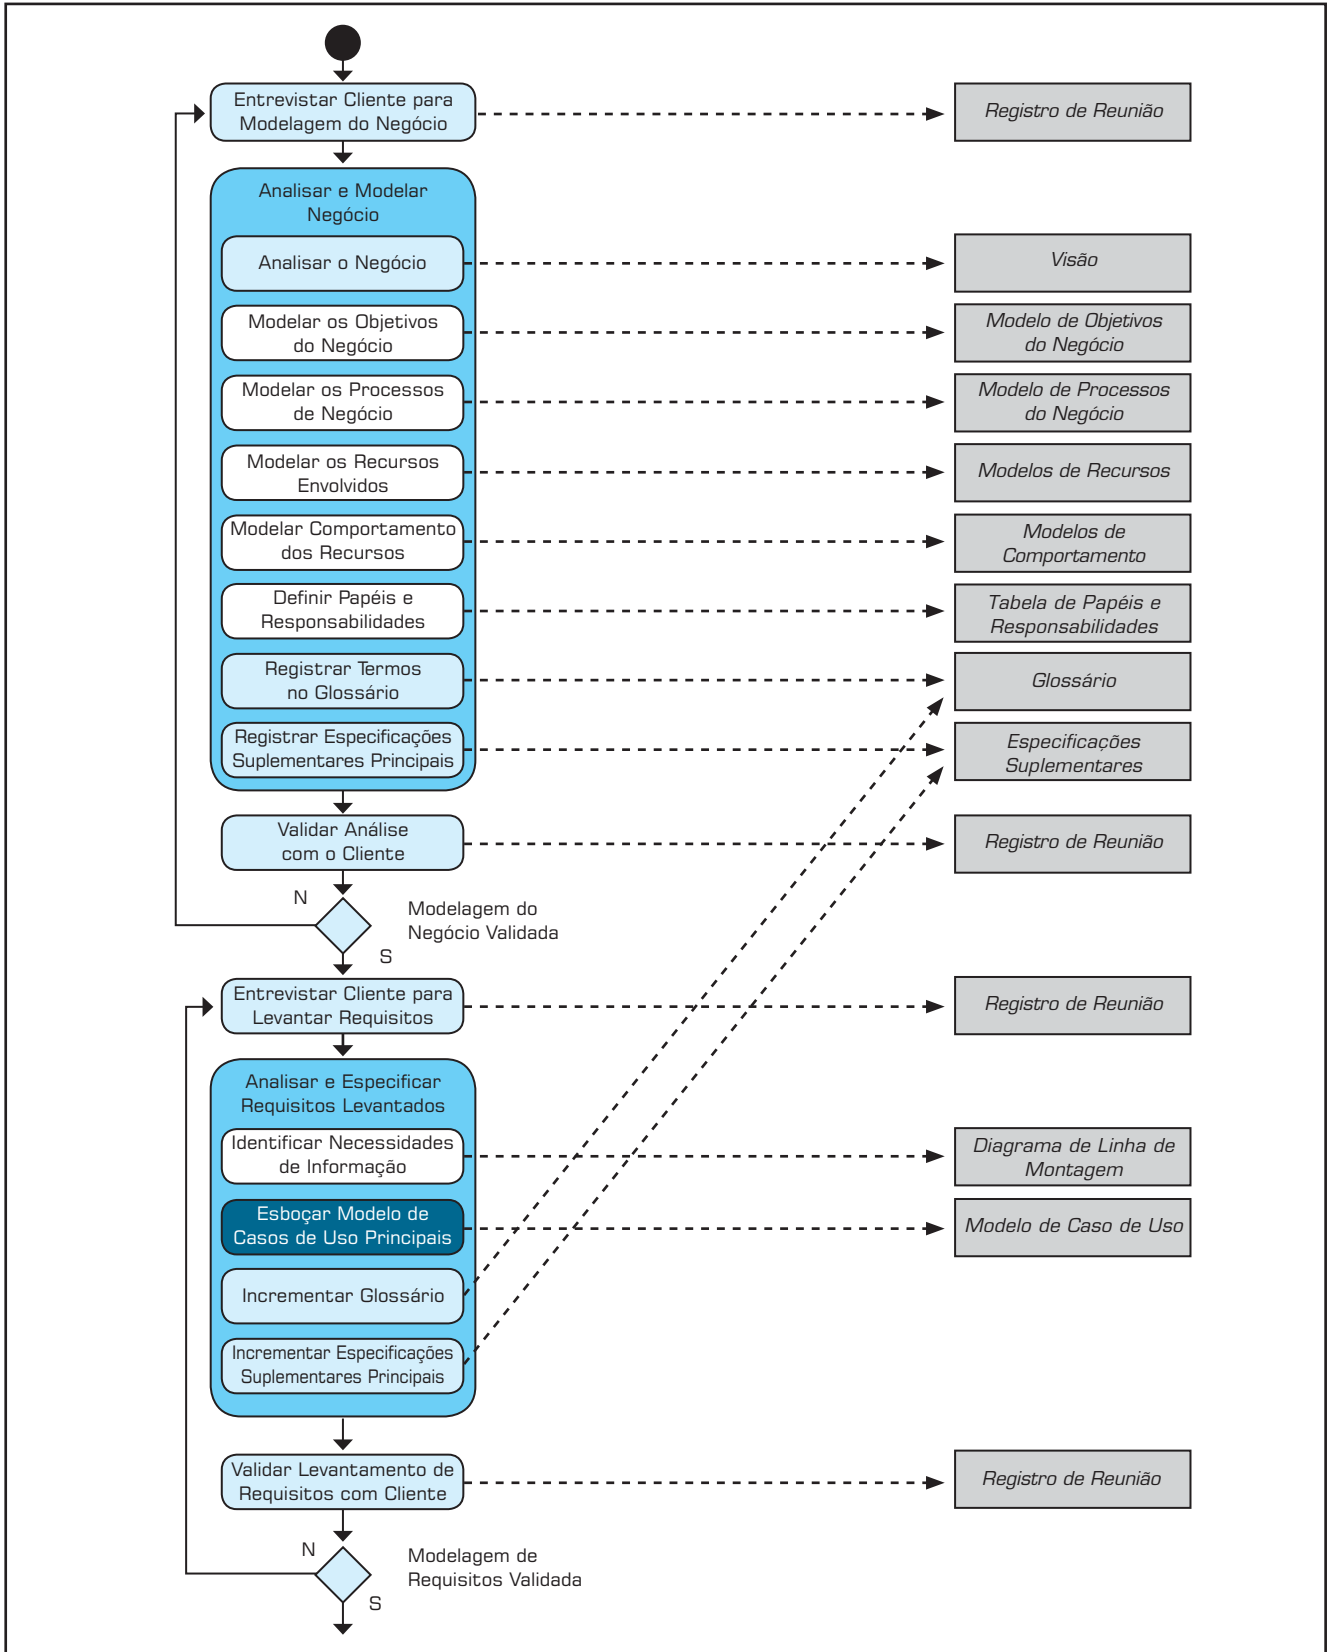 Entrevistar Cliente para
Modelagem do Negócio
Registro de Reunião
Analisar e Modelar
Negócio
Analisar o Negócio
Visão
Modelar os Objetivos
do Negócio
Modelo de Objetivos
do Negócio
Modelar os Processos
de Negócio
Modelo de Processos
do Negócio
Modelar os Recursos
Envolvidos
Modelos de Recursos
Modelar Comportamento
dos Recursos
Modelos de
Comportamento
Definir Papéis e
Responsabilidades
Tabela de Papéis e
Responsabilidades
Registrar Termos
no Glossário
Glossário
Registrar Especificações
Suplementares Principais
Especificações
Suplementares
Validar Análise
com o Cliente
Registro de Reunião
N
Modelagem do
Negócio Validada
S
Entrevistar Cliente para
Levantar Requisitos
Registro de Reunião
Analisar e Especificar
Requisitos Levantados
Identificar Necessidades
de Informação
Diagrama de Linha de
Montagem
Esboçar Modelo de
Casos de Uso Principais
Modelo de Caso de Uso
Incrementar Glossário
Incrementar Especificações
Suplementares Principais
Validar Levantamento de
Requisitos com Cliente
Registro de Reunião
N
Modelagem de
Requisitos Validada
S